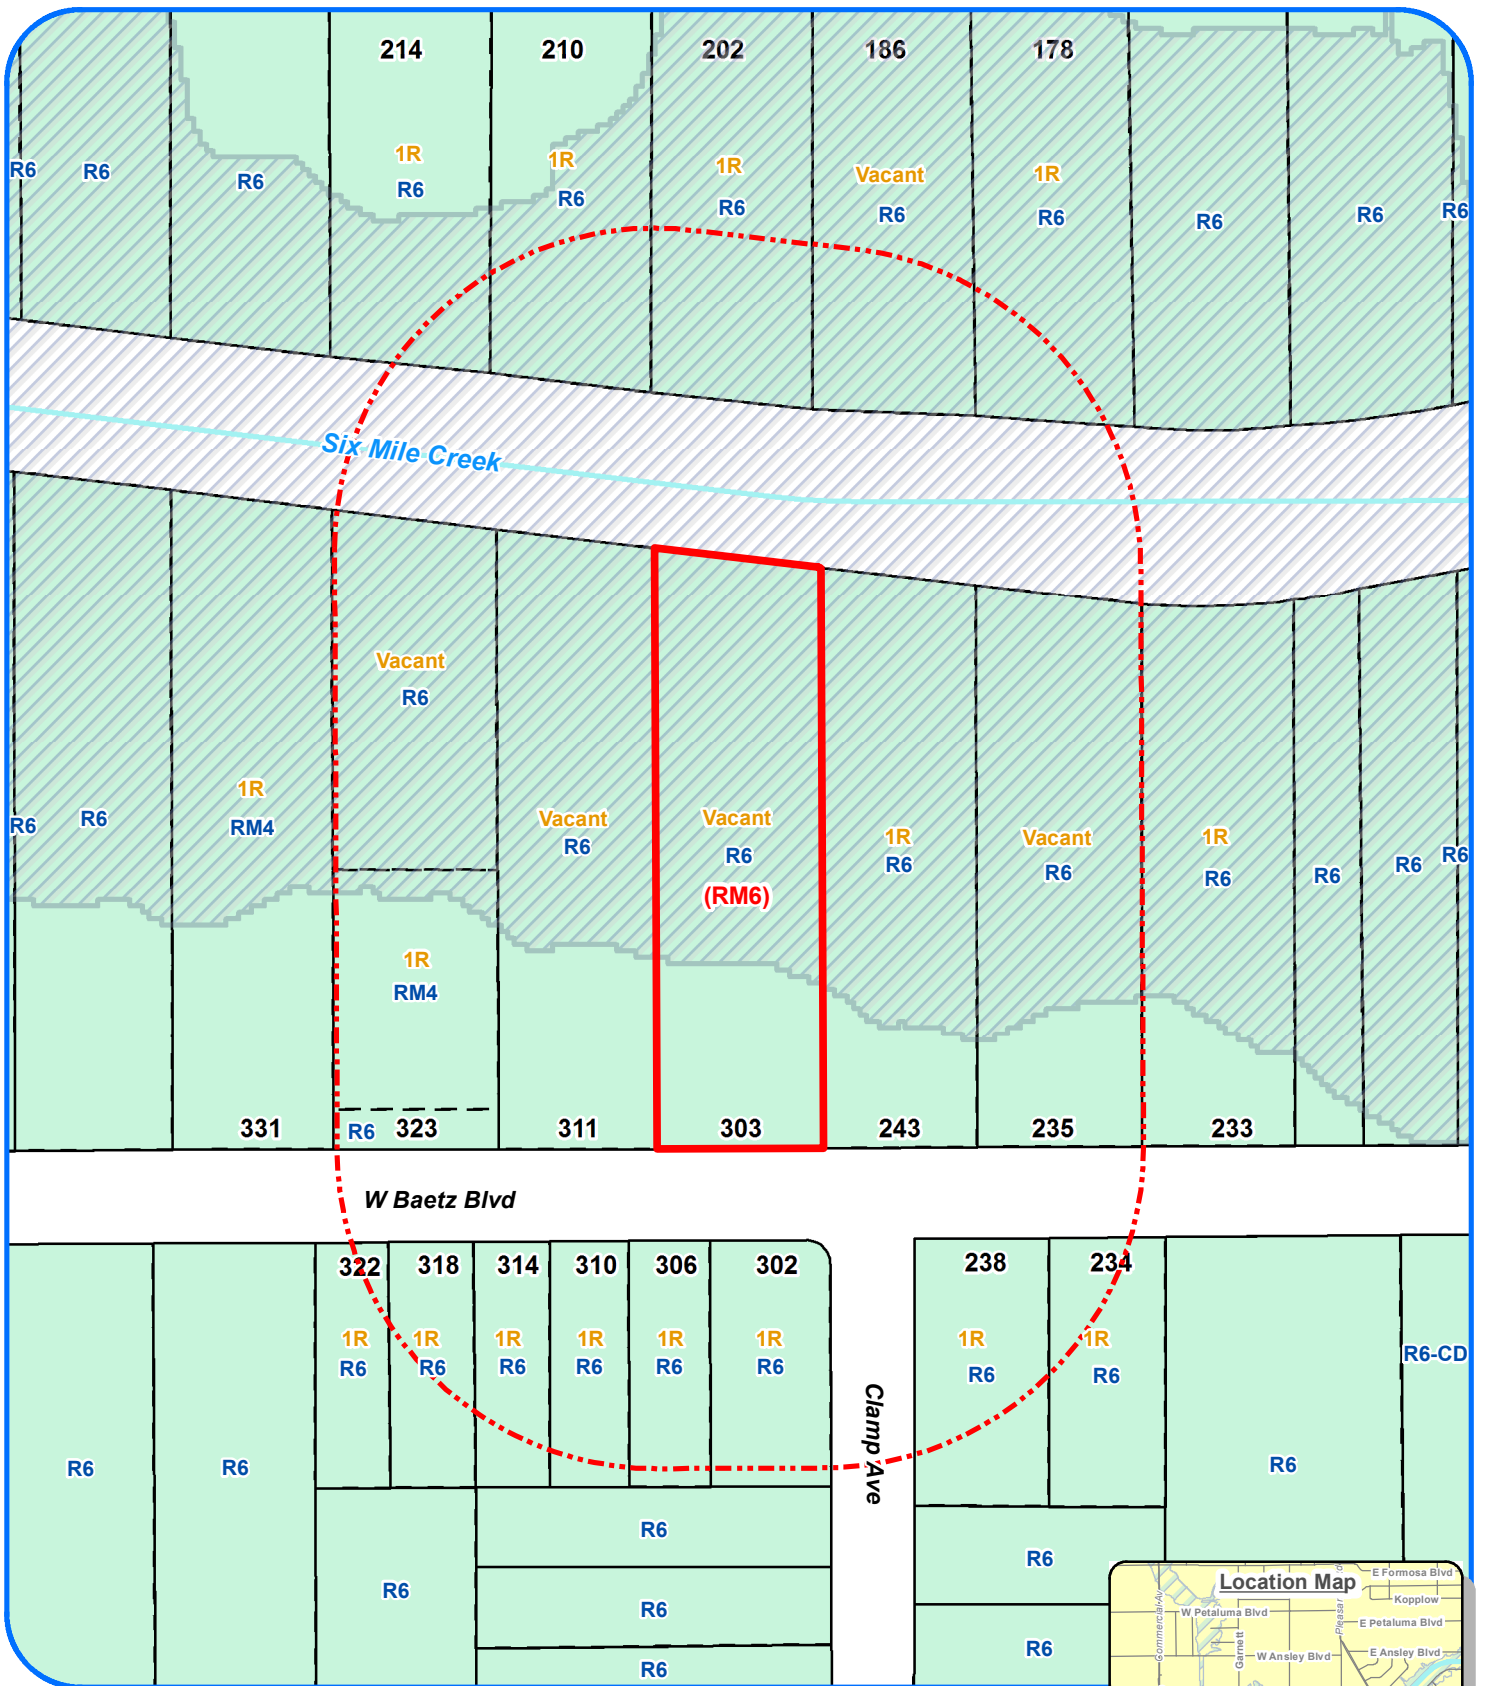 214
210
202
186
178
1R
1R
1R
Vacant
1R
R6
R6
R6
R6
R6
R6
R6
R6
R6
R6
R6
Six Mile Creek
Vacant
R6
1R
RM4
R6
R6
Vacant
R6
Vacant
R6
(RM6)
1R
R6
Vacant
R6
1R
R6
R6
R6
R6
1R
RM4
331
R6
323
311
303
243
235
233
W Baetz Blvd
322
318
314
310
306
302
238
234
1R
1R
1R
1R
1R
1R
1R
1R
R6
R6
R6
R6
R6
R6
R6
R6
R6-CD
Clamp Ave
R6
R6
R6
R6
R6
R6
R6
R6
R6
Location Map
E Formosa Blvd
Kopplow
W Petaluma Blvd
E Petaluma Blvd
Commercial Av
Garnett
W Ansley Blvd
E Ansley Blvd